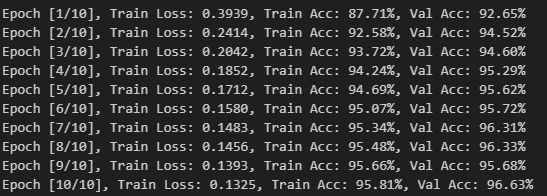 Epoch [1/10], Train Loss: 0.3939, Train Acc: 87.71%, Val Acc: 92.65%
Epoch [2/10], Train Loss: 0.2414, Train Acc: 92.58%, Val Acc: 94.52%
Epoch [3/10], Train Loss: 0.2042, Train Acc: 93.72%, Val Acc: 94.60%
Epoch [4/10], Train Loss: 0.1852, Train Acc: 94.24%, Val Acc: 95.29%
Epoch [5/10], Train Loss: 0.1712, Train Acc: 94.69%, Val Acc: 95.62%
Epoch [6/10], Train Loss: 0.1580, Train Acc: 95.07%, Val Acc: 95.72%
Epoch [7/10], Train Loss: 0.1483, Train Acc: 95.34%, Val Acc: 96.31%
Epoch [8/10], Train Loss: 0.1456, Train Acc: 95.48%, Val Acc: 96.33%
Epoch [9/10], Train Loss: 0.1393, Train Acc: 95.66%, Val Acc: 95.68%
Epoch [10/10], Train Loss: 0.1325, Train Acc: 95.81%, Val Acc: 96.63%